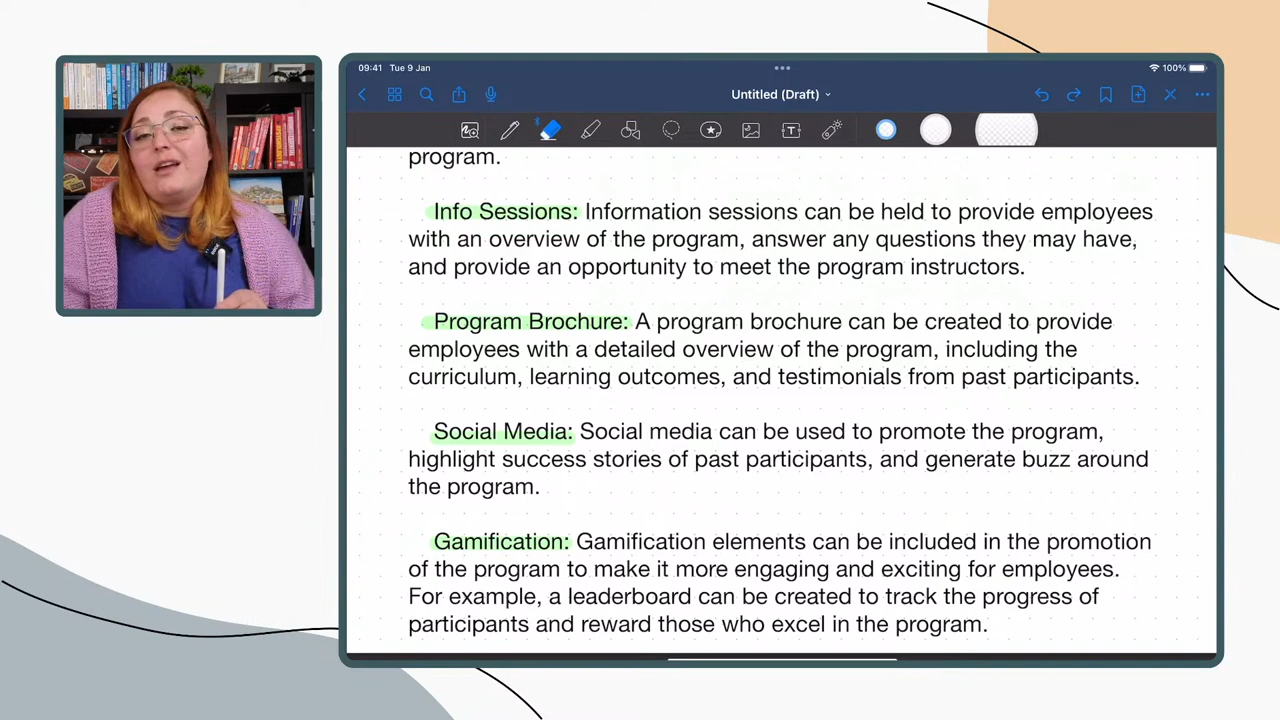 09:41 Tue 9 Jan
100%
Untitled (Draft)
program.
Info Sessions: Information sessions can be held to provide employees
with an overview of the program, answer any questions they may have,
and provide an opportunity to meet the program instructors.
Program Brochure: A program brochure can be created to provide
employees with a detailed overview of the program, including the
curriculum, learning outcomes, and testimonials from past participants.
Social Media: Social media can be used to promote the program,
highlight success stories of past participants, and generate buzz around
the program.
Gamification: Gamification elements can be included in the promotion
of the program to make it more engaging and exciting for employees.
For example, a leaderboard can be created to track the progress of
participants and reward those who excel in the program.